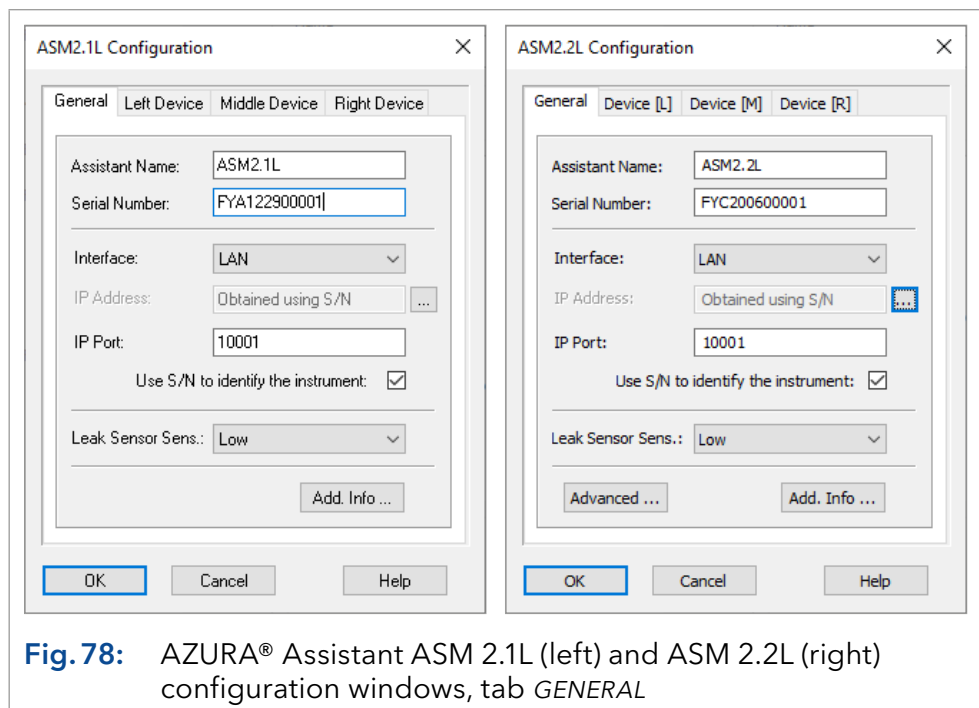 ASM2.1L Configuration
General Left Device Middle Device Right Device
Assistant Name: ASM2.1L
Serial Number: FYA122900001
Interface: LAN
IP Address: Obtained using S/N ...
IP Port: 10001
Use S/N to identify the instrument:
Leak Sensor Sens.: Low
Add. Info ...
OK Cancel Help
ASM2.2L Configuration
General Device [L] Device [M] Device [R]
Assistant Name: ASM2.2L
Serial Number: FYC200600001
Interface: LAN
IP Address: Obtained using S/N ...
IP Port: 10001
Use S/N to identify the instrument:
Leak Sensor Sens.: Low
Advanced ... Add. Info ...
OK Cancel Help
Fig. 78: AZURA® Assistant ASM 2.1L (left) and ASM 2.2L (right)
configuration windows, tab GENERAL